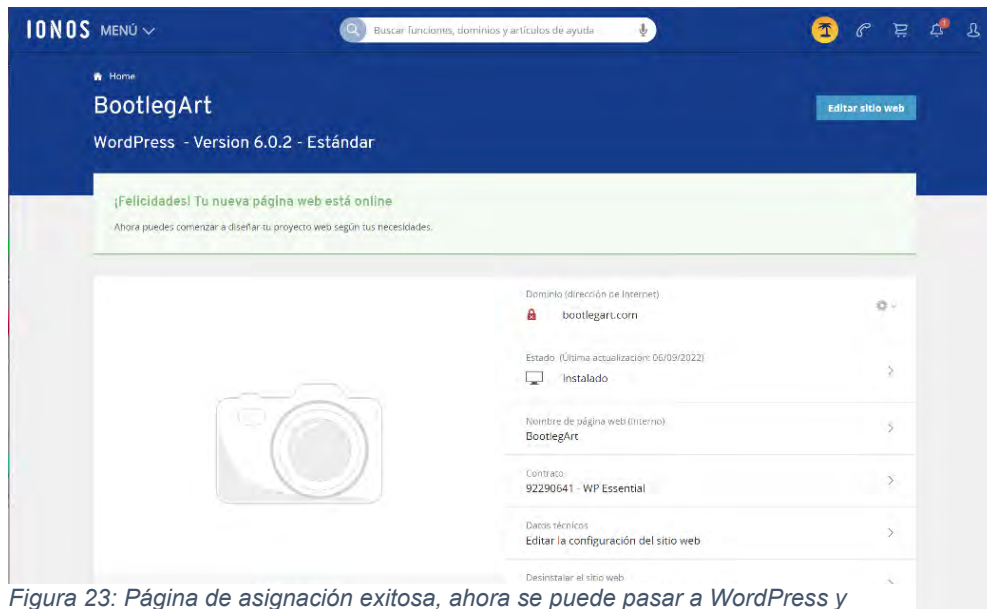 IONOS MENÚ
Buscar funciones, dominios y artículos de ayuda
1
Home
BootlegArt
Editar sitio web
WordPress - Version 6.0.2 - Estándar
¡Felicidades! Tu nueva página web está online
Ahora puedes comenzar a diseñar tu proyecto web según tus necesidades.
Dominio (dirección de Internet)
bootlegart.com
Estado (Última actualización: 06/09/2022)
Instalado
Nombre de página web (interno)
BootlegArt
Contrato
92290641 - WP Essential
Datos técnicos
Editar la configuración del sitio web
Desinstalar el sitio web
Figura 23: Página de asignación exitosa, ahora se puede pasar a WordPress y